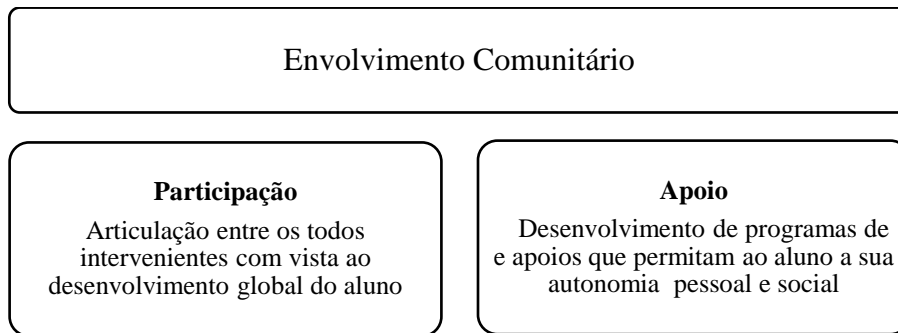 Envolvimento Comunitário
Participação
Articulação entre os todos
intervenientes com vista ao
desenvolvimento global do aluno
Apoio
Desenvolvimento de programas de
e apoios que permitam ao aluno a sua
autonomia pessoal e social